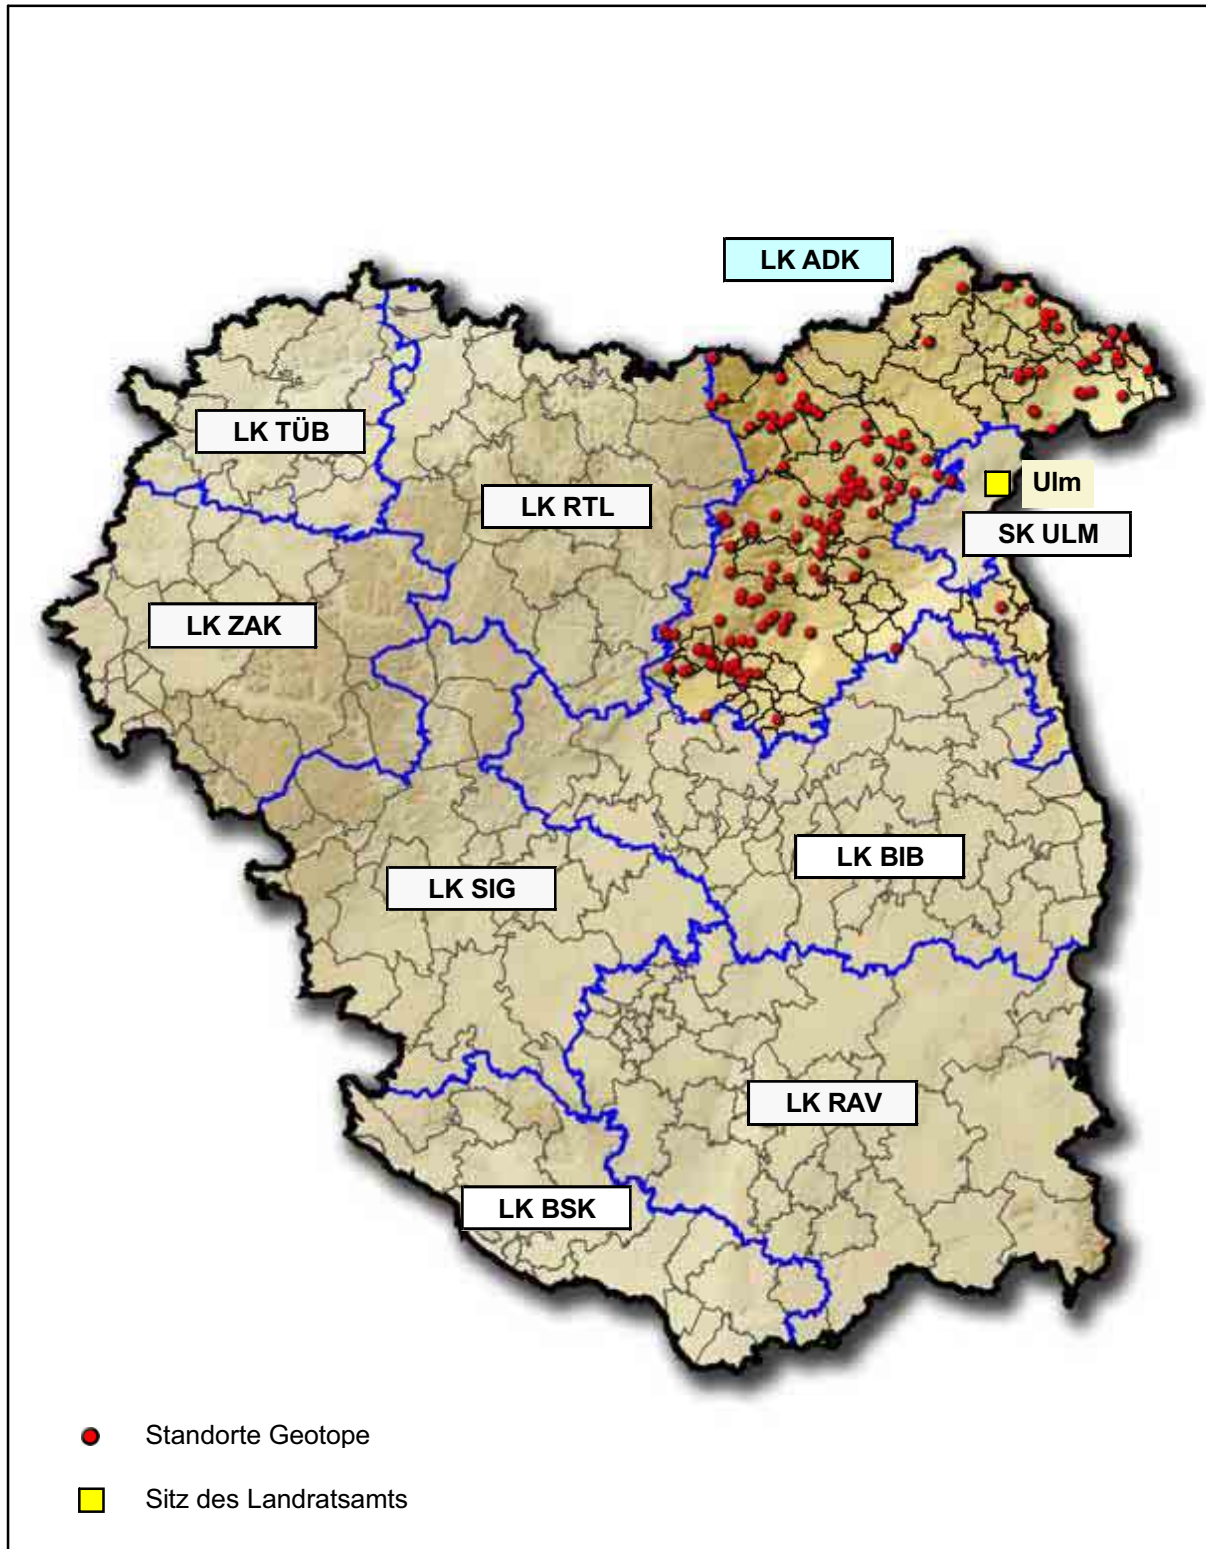 LK ADK
LK TÜB
LK RTL
Ulm
SK ULM
LK ZAK
LK BIB
LK SIG
LK RAV
LK BSK
Standorte Geotope
Sitz des Landratsamts